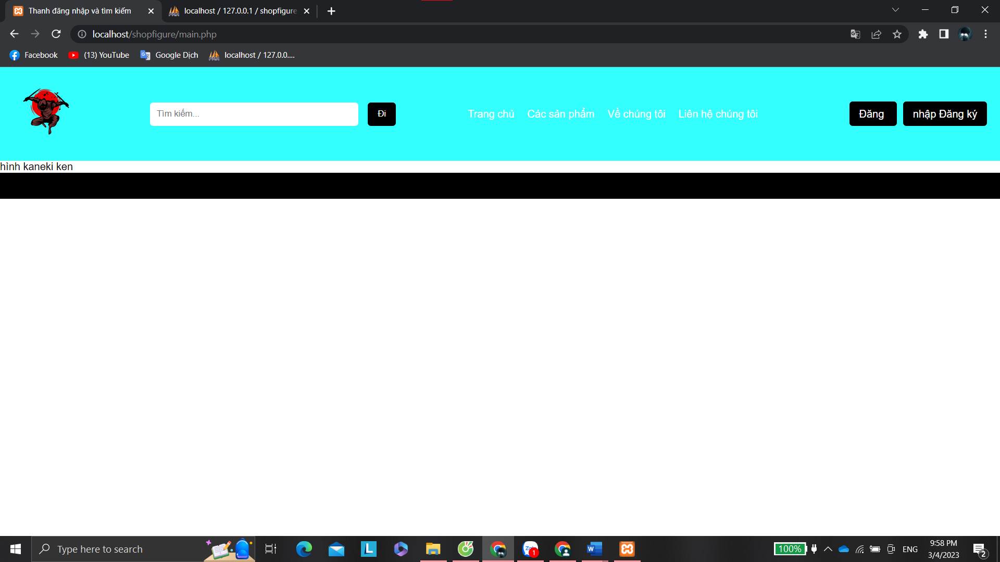 Thanh đăng nhập và tìm kiếm
localhost / 127.0.0.1 / shopfigure
localhost/shopfigure/main.php
Facebook
(13) YouTube
Google Dịch
localhost / 127.0.0....
Tìm kiếm...
Đi
Trang chủ
Các sản phẩm
Về chúng tôi
Liên hệ chúng tôi
Đăng
nhập Đăng ký
hình kaneki ken
Type here to search
100%
ENG
9:58 PM
3/4/2023
1
2